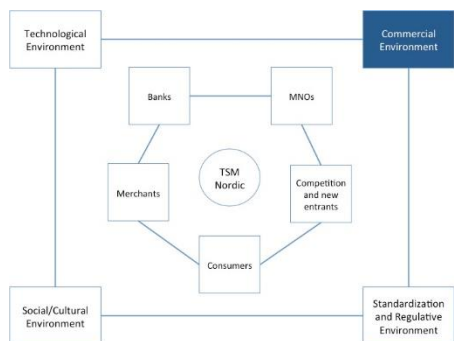 Technological
Environment
Commercial
Environment
Banks
MNOs
TSM
Nordic
Merchants
Competition
and new
entrants
Consumers
Social/Cultural
Environment
Standardization
and Regulative
Environment